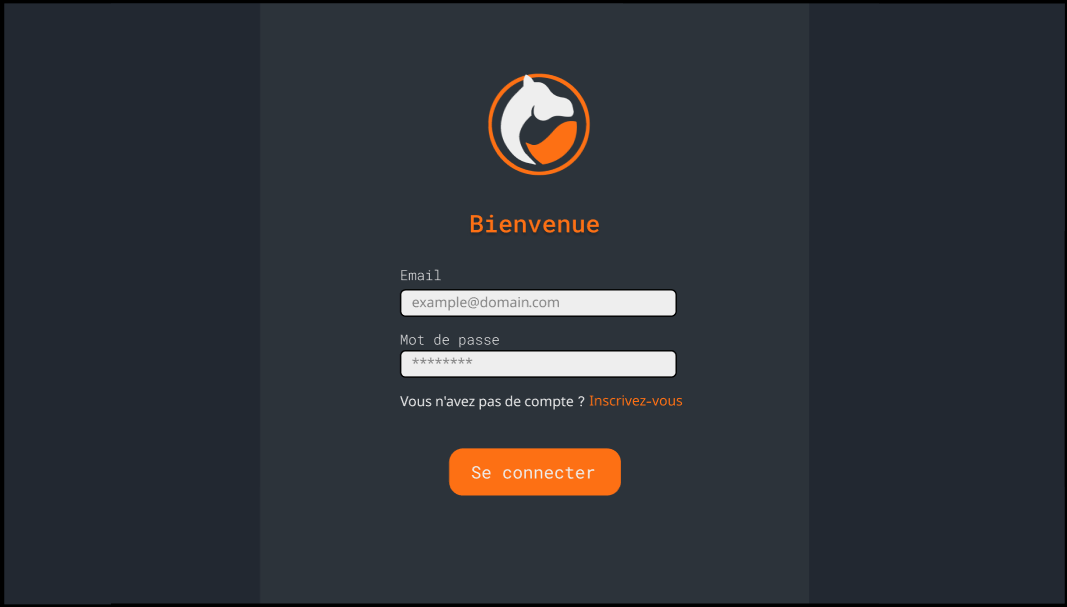 Bienvenue
Email
example@domain.com
Mot de passe
********
Vous n'avez pas de compte ? Inscrivez-vous
Se connecter